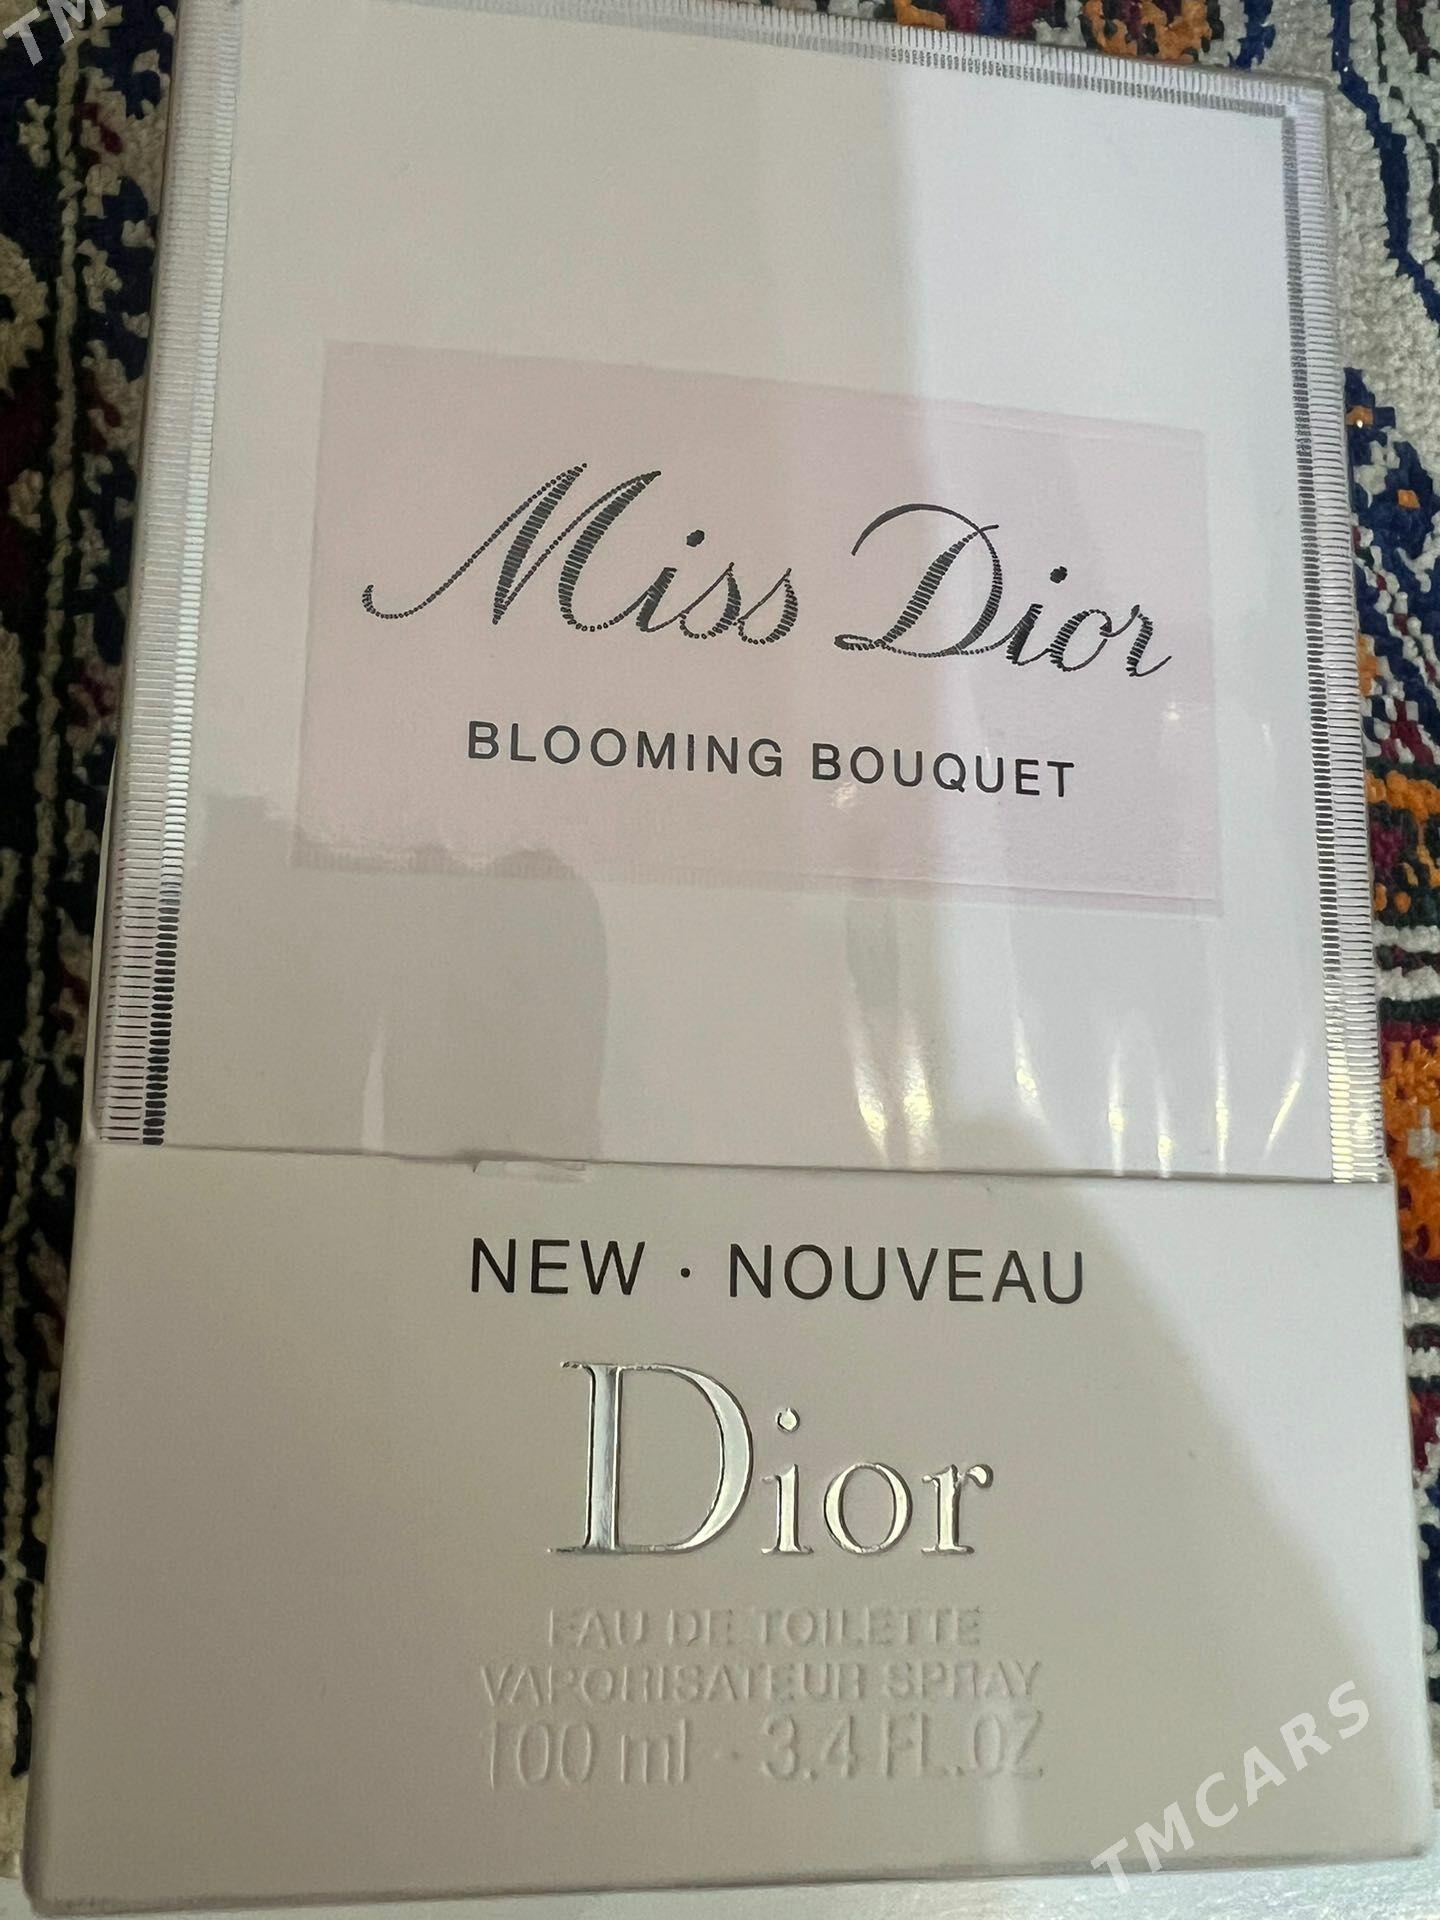 TM
Miss Dior
BLOOMING BOUQUET
NEW · NOUVEAU
Dior
EAU DE TOILETTE
VAPORISATEUR SPRAY
100 ml · 3.4 FL.OZ
TMCARS